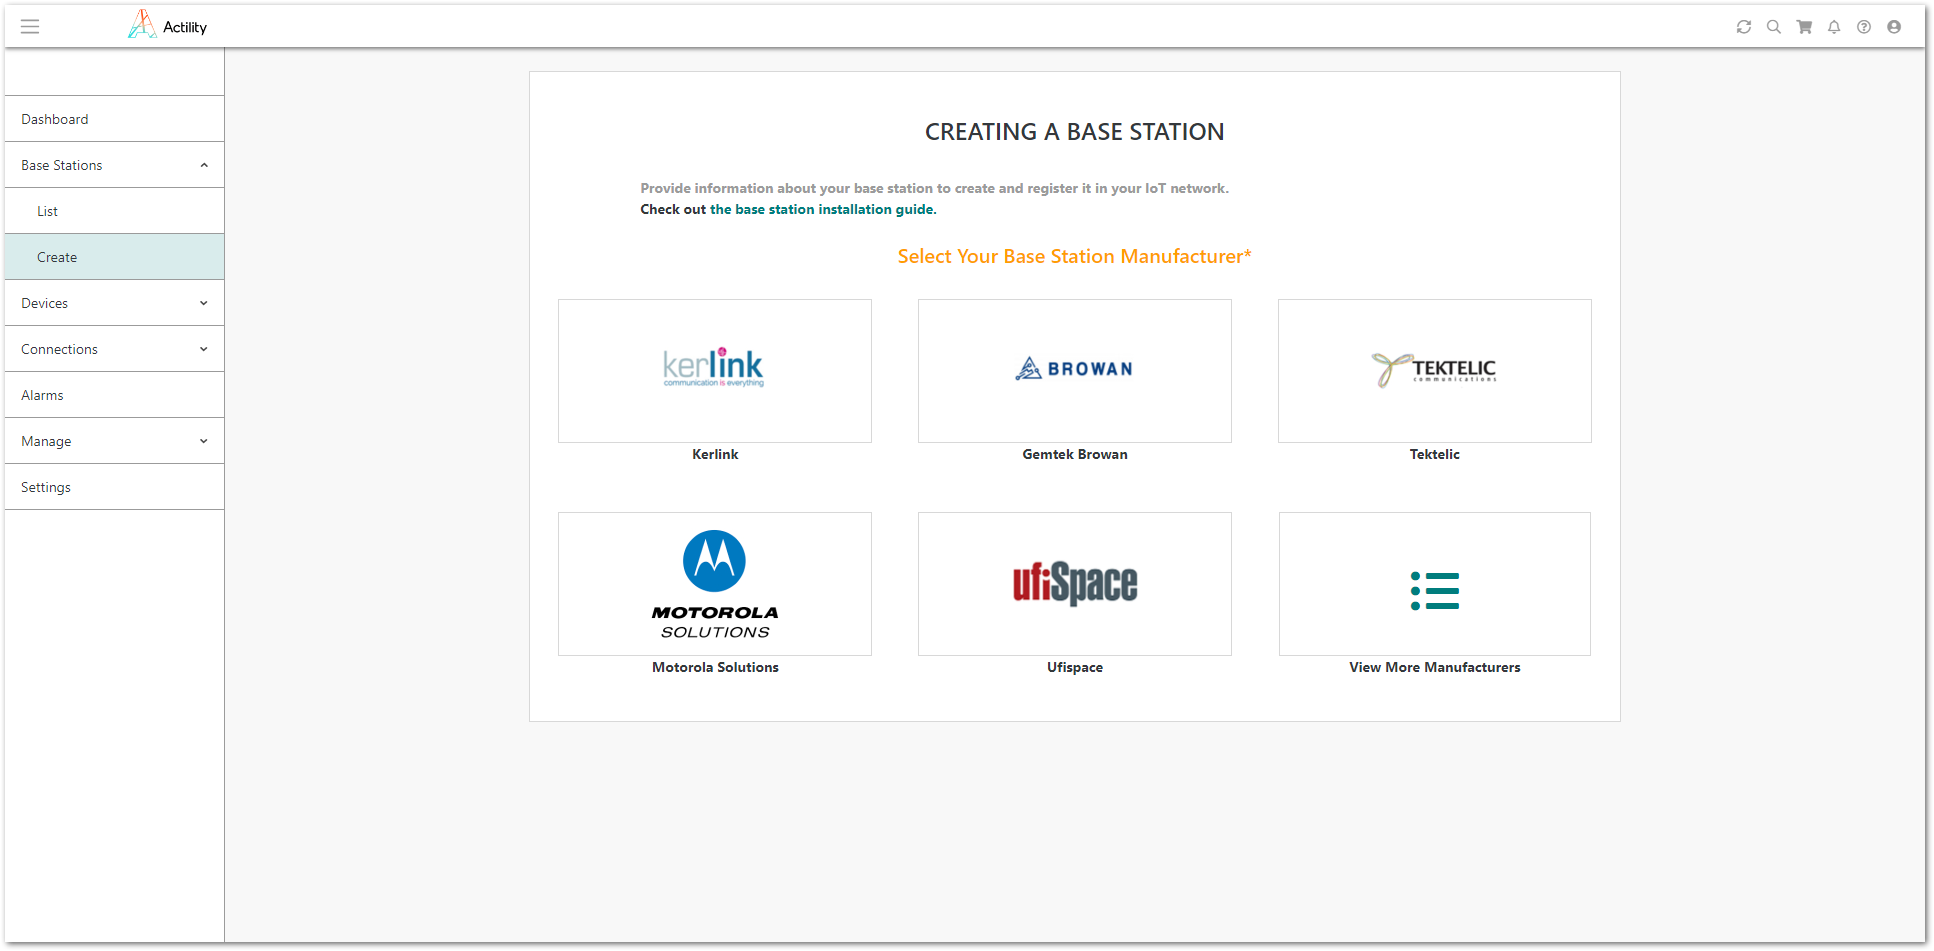 Actility
Dashboard
Base Stations
List
Create
Devices
Connections
Alarms
Manage
Settings
CREATING A BASE STATION
Provide information about your base station to create and register it in your IoT network.
Check out the base station installation guide.
Select Your Base Station Manufacturer*
kerlink
communication is everything
BROWAN
TEKTELIC
communications
Kerlink
Gemtek Browan
Tektelic
MOTOROLA
SOLUTIONS
ufiSpace
Motorola Solutions
Ufispace
View More Manufacturers